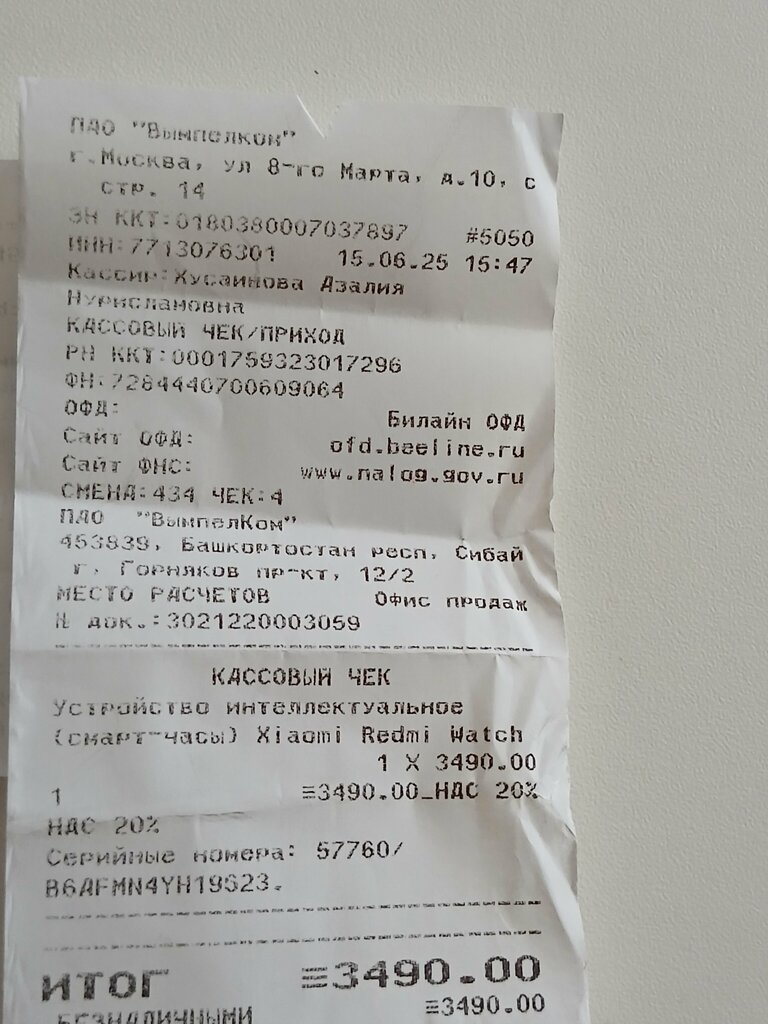 ПАО "Вымпелком"
г.Москва, ул 8-го Марта, д.10, с
стр. 14
ЗН ККТ:0180380007037897 #5050
ИНН:7713076301 15.06.25 15:47
Кассир:Хусаинова Азалия
Нурислановна
КАССОВЫЙ ЧЕК/ПРИХОД
РН ККТ:0001759323017296
ФН:7284440700609064
ОФД: Билайн ОФД
Сайт ОФД: ofd.beeline.ru
Сайт ФНС: www.nalog.gov.ru
СМЕНА:434 ЧЕК:4
ПАО "ВымпелКом"
453839, Башкортостан респ, Сибай
г, Горняков пр-кт, 12/2
МЕСТО РАСЧЕТОВ Офис продаж
N док.:3021220003059
КАССОВЫЙ ЧЕК
Устройство интеллектуальное
(смарт-часы) Xiaomi Redmi Watch
1 X 3490.00
1 ≡3490.00_НДС 20%
НДС 20%
Серийные номера: 57760/
B6AFMN4YH19623.
ИТОГ ≡3490.00
БЕЗНАЛИЧНЫМИ ≡3490.00